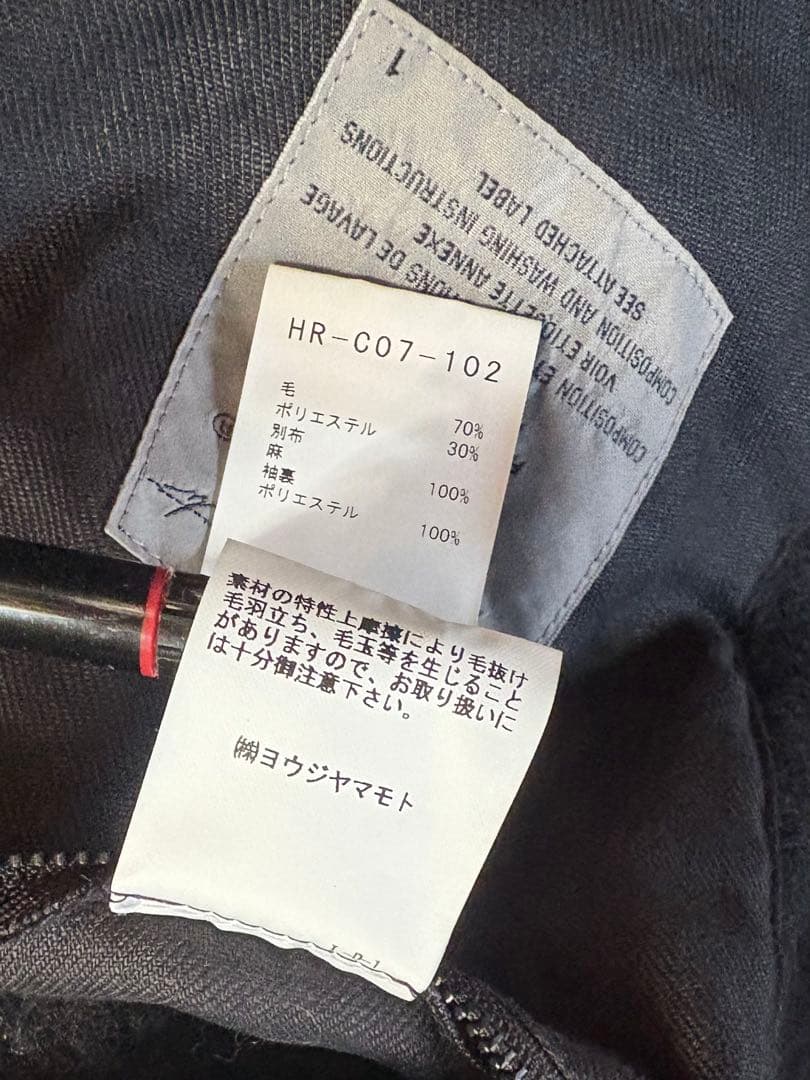 1
COMPOSITION AND WASHING INSTRUCTIONS
SEE ATTACHED LABEL
COMPOSITION ET DE LAVAGE
VOIR ETIQUETTE ANNEXE
HR-C07-102
毛 70%
ポリエステル 30%
別布
麻 100%
袖裏
ポリエステル 100%
素材の特性上摩擦により毛抜け
毛羽立ち、毛玉等を生じること
がありますので、お取り扱いに
は十分御注意下さい。
㈱ヨウジヤマモト